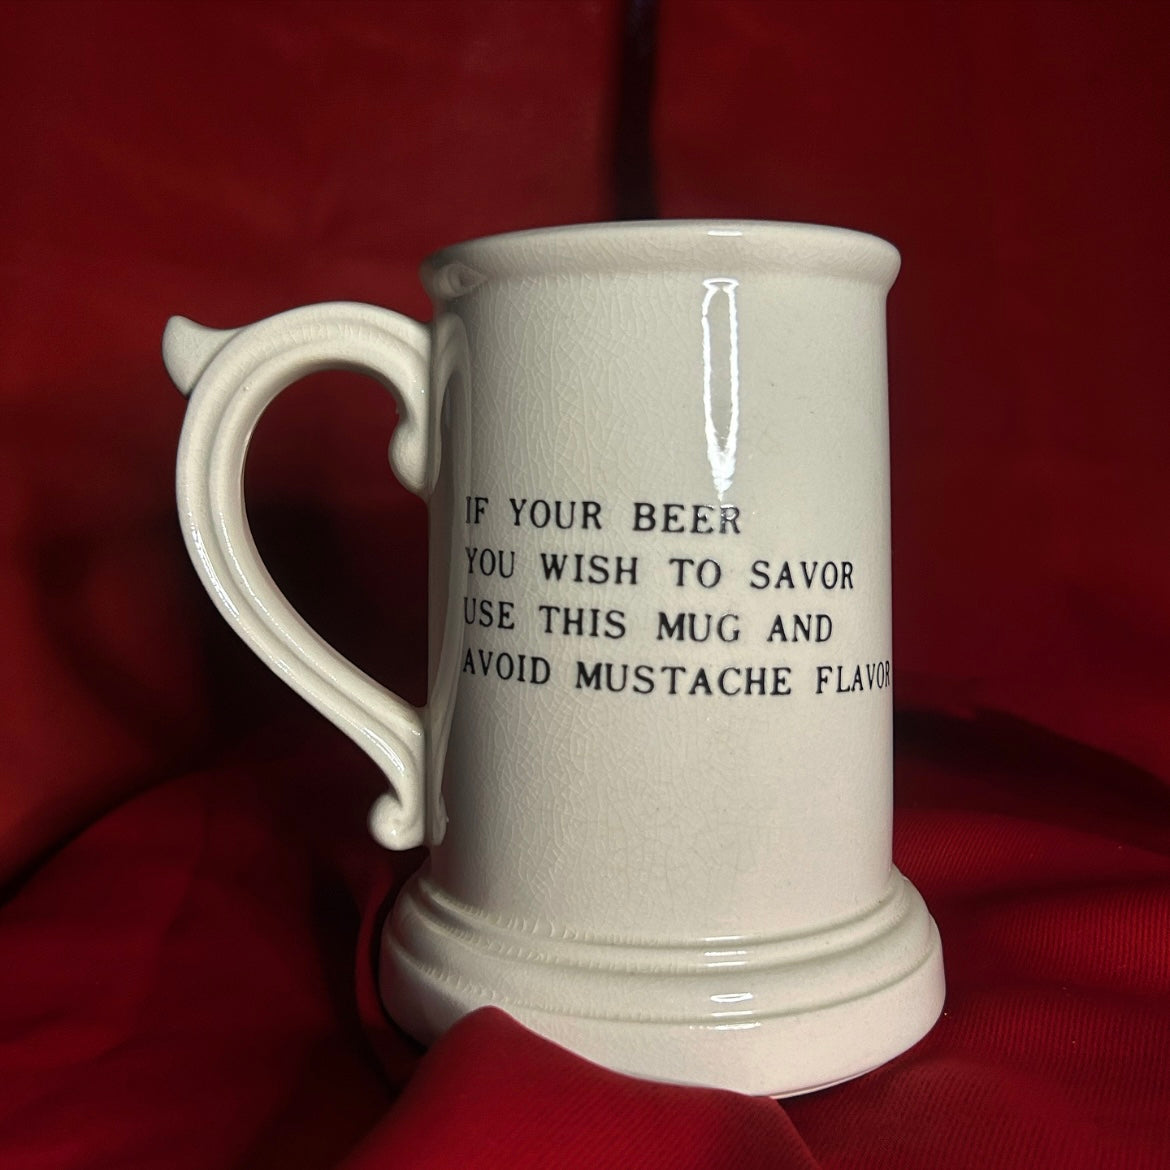 IF YOUR BEER
YOU WISH TO SAVOR
USE THIS MUG AND
AVOID MUSTACHE FLAVOR